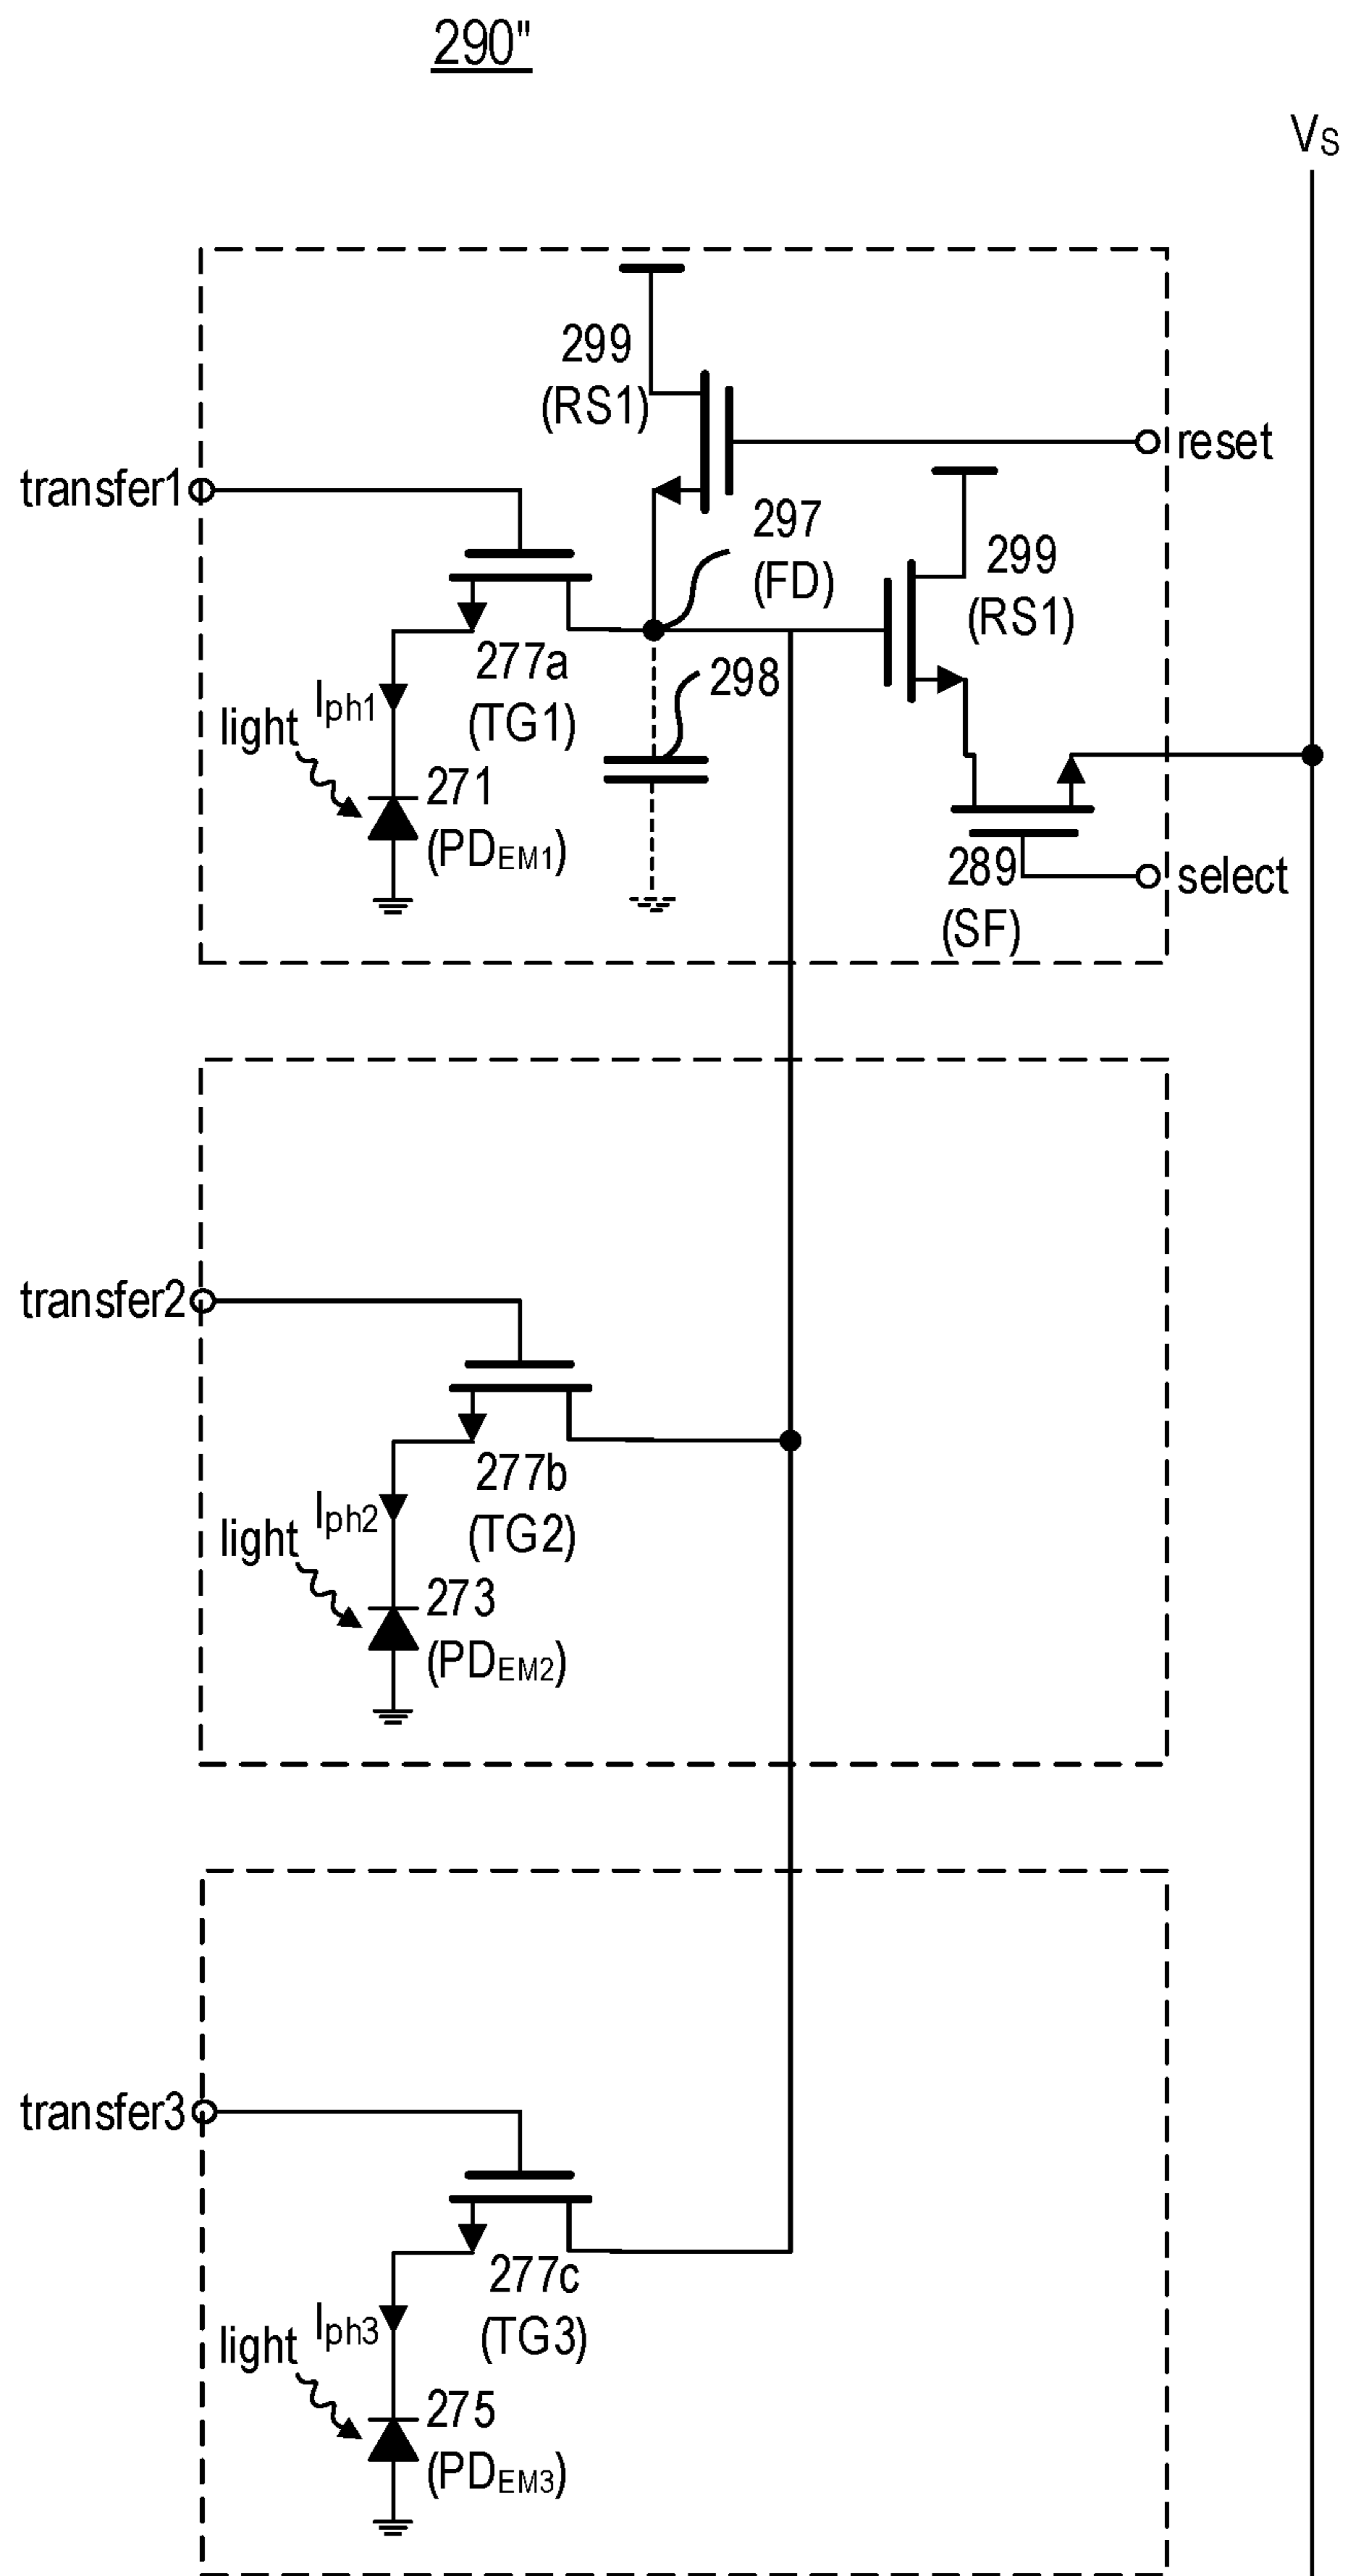 290"
VS
299
(RS1)
reset
transfer1
297
(FD)
299
(RS1)
277a
(TG1)
298
Iph1
light
271
(PDEM1)
289
(SF)
select
transfer2
277b
(TG2)
Iph2
light
273
(PDEM2)
transfer3
277c
(TG3)
Iph3
light
275
(PDEM3)